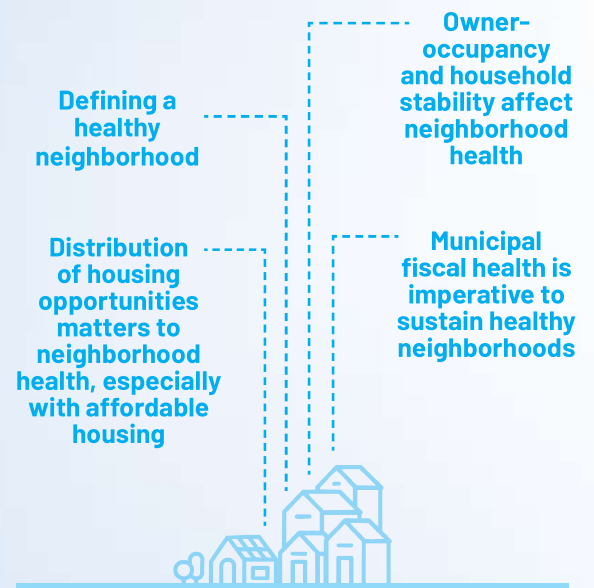 Defining a
healthy
neighborhood
Owner-
occupancy
and household
stability affect
neighborhood
health
Distribution
of housing
opportunities
matters to
neighborhood
health, especially
with affordable
housing
Municipal
fiscal health is
imperative to
sustain healthy
neighborhoods